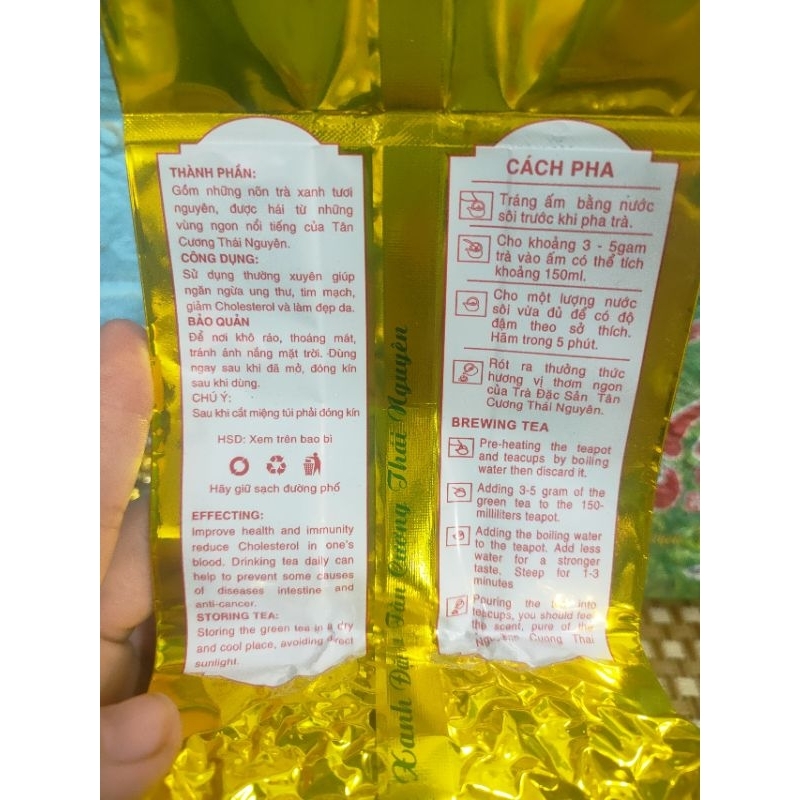 THÀNH PHẦN:
Gồm những nõn trà xanh tươi
nguyên, được hái từ những
vùng ngon nổi tiếng của Tân
Cương Thái Nguyên.
CÔNG DỤNG:
Sử dụng thường xuyên giúp
ngăn ngừa ung thư, tim mạch,
giảm Cholesterol và làm đẹp da.
BẢO QUẢN
Để nơi khô ráo, thoáng mát,
tránh ánh nắng mặt trời. Dùng
ngay sau khi đã mở, đóng kín
sau khi dùng.
CHÚ Ý:
Sau khi cắt miệng túi phải đóng kín
HSD: Xem trên bao bì
Hãy giữ sạch đường phố
EFFECTING:
Improve health and immunity
reduce Cholesterol in one's
blood. Drinking tea daily can
help to prevent some causes
of diseases intestine and
anti-cancer.
STORING TEA:
Storing the green tea in a dry
and cool place, avoiding direct
sunlight.
CÁCH PHA
Tráng ấm bằng nước
sôi trước khi pha trà.
Cho khoảng 3 - 5gam
trà vào ấm có thể tích
khoảng 150ml.
Cho một lượng nước
sôi vừa đủ để có độ
đậm theo sở thích.
Hãm trong 5 phút.
Rót ra thưởng thức
hương vị thơm ngon
của Trà Đặc Sản Tân
Cương Thái Nguyên.
BREWING TEA
Pre-heating the teapot
and teacups by boiling
water then discard it.
Adding 3-5 gram of the
green tea to the 150-
milliliters teapot.
Adding the boiling water
to the teapot. Add less
water for a stronger
taste. Steep for 1-3
minutes
Pouring the into
teacups, you should
the scent, pure of the
Cuong Thai
Xanh Tân Cương Thái Nguyên